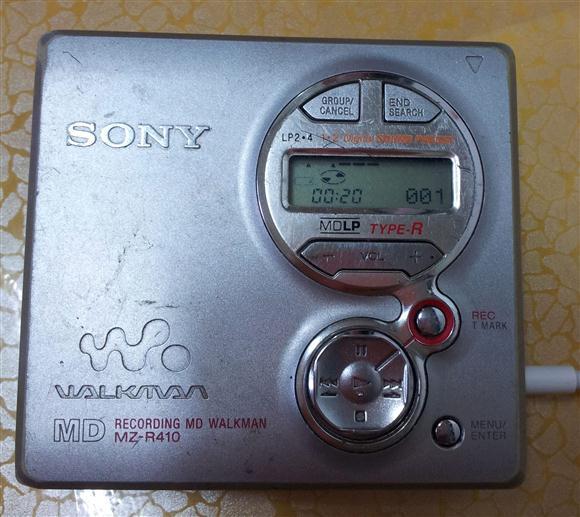 GROUP/
CANCEL
END
SEARCH
SONY
LP2•4
00:20 001
MDLP TYPE-R
− VOL +
REC
T MARK
WALKMAN
MD RECORDING MD WALKMAN
MZ-R410
MENU/
ENTER